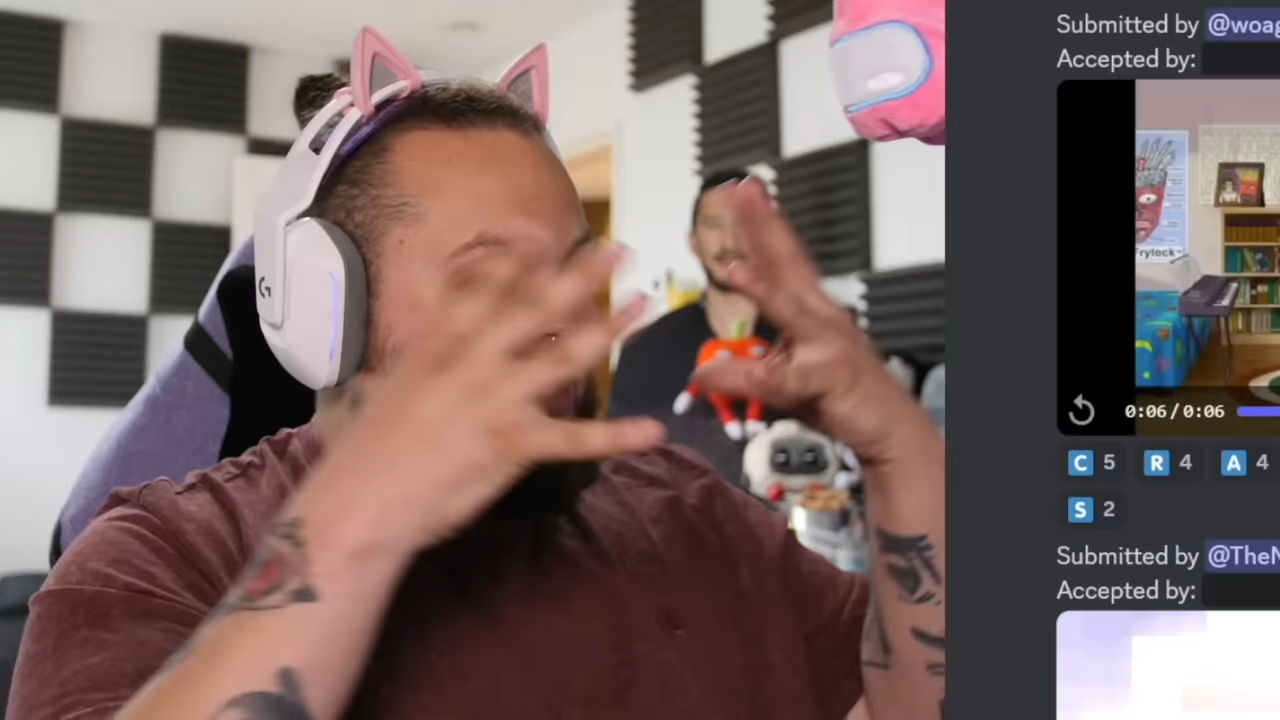 Submitted by @woag
Accepted by:
Frylock
0:06/0:06
C 5 R 4 A 4
S 2
Submitted by @TheN
Accepted by: